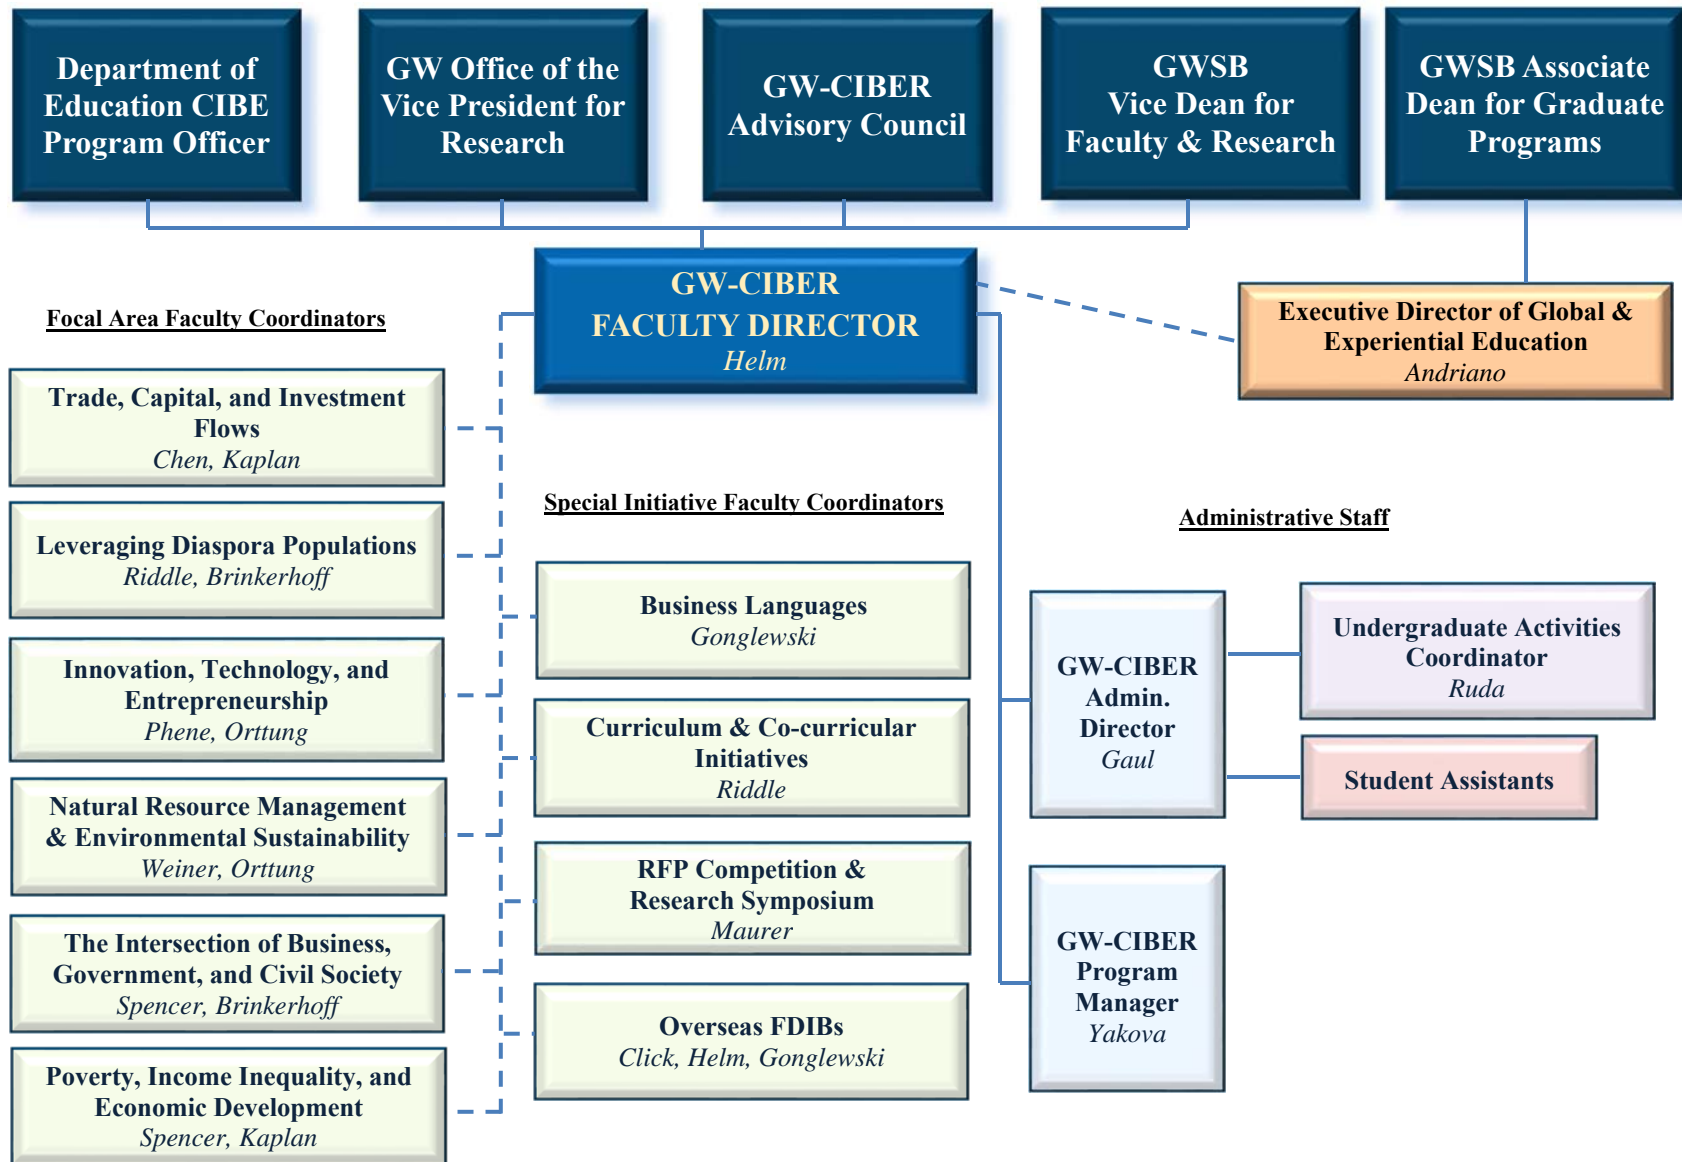 Department of
Education CIBE
Program Officer
GW Office of the
Vice President for
Research
GW-CIBER
Advisory Council
GWSB
Vice Dean for
Faculty & Research
GWSB Associate
Dean for Graduate
Programs
GW-CIBER
FACULTY DIRECTOR
Helm
Executive Director of Global &
Experiential Education
Andriano
Focal Area Faculty Coordinators
Trade, Capital, and Investment
Flows
Chen, Kaplan
Leveraging Diaspora Populations
Riddle, Brinkerhoff
Innovation, Technology, and
Entrepreneurship
Phene, Orttung
Natural Resource Management
& Environmental Sustainability
Weiner, Orttung
The Intersection of Business,
Government, and Civil Society
Spencer, Brinkerhoff
Poverty, Income Inequality, and
Economic Development
Spencer, Kaplan
Special Initiative Faculty Coordinators
Business Languages
Gonglewski
Curriculum & Co-curricular
Initiatives
Riddle
RFP Competition &
Research Symposium
Maurer
Overseas FDIBs
Click, Helm, Gonglewski
Administrative Staff
GW-CIBER
Admin.
Director
Gaul
Undergraduate Activities
Coordinator
Ruda
Student Assistants
GW-CIBER
Program
Manager
Yakova